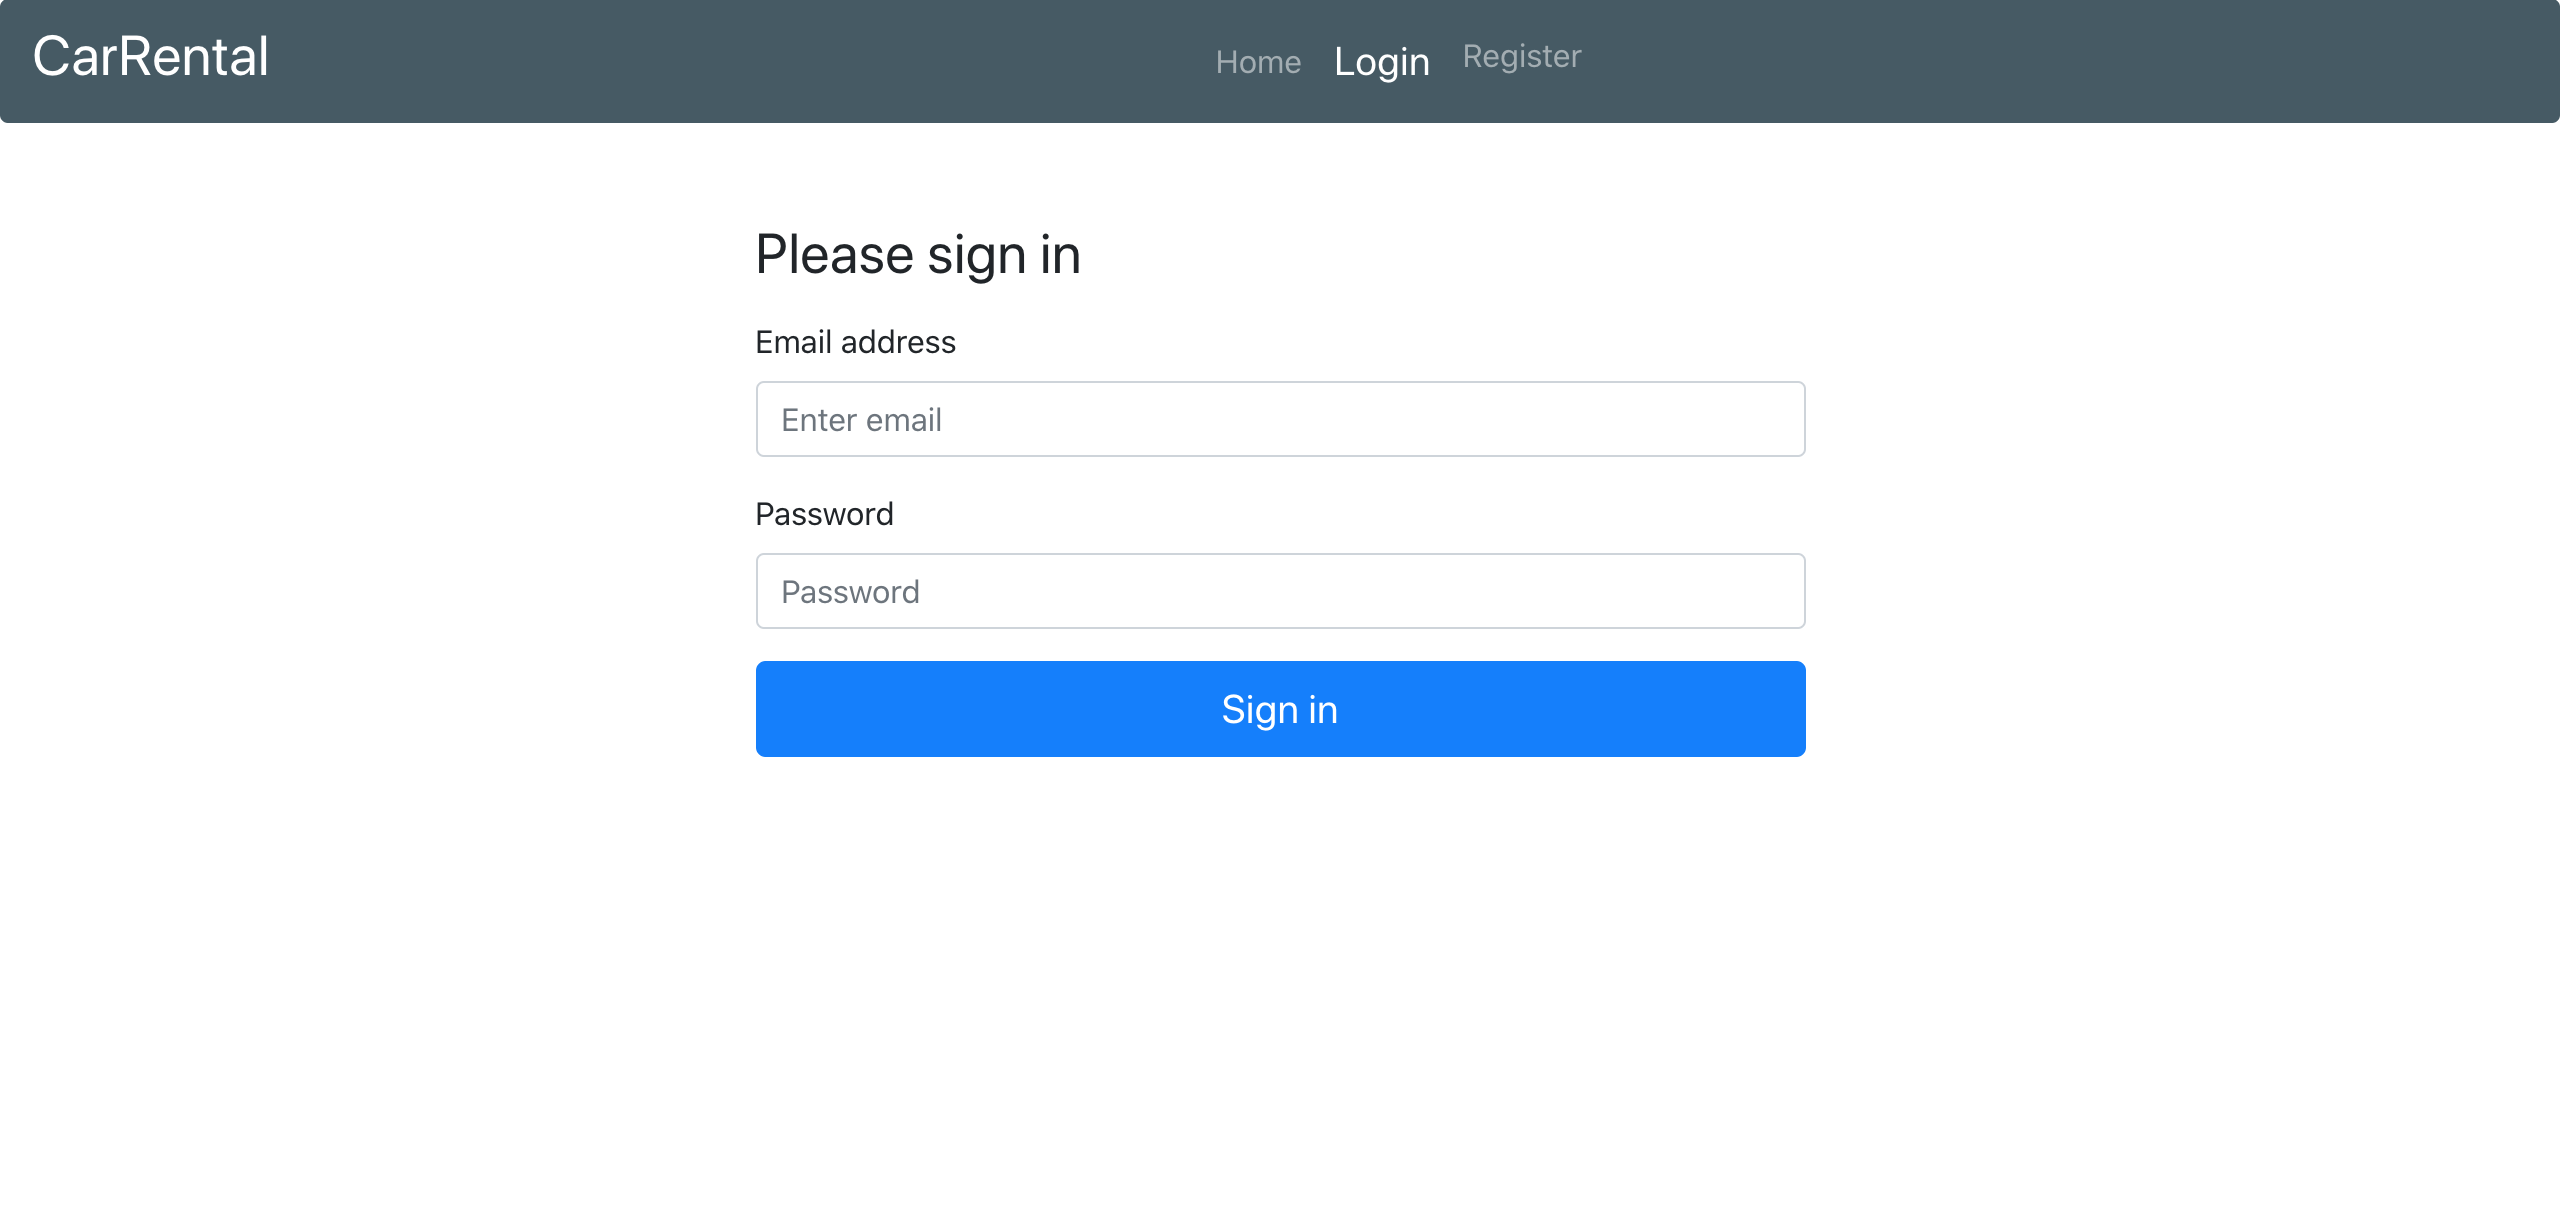 CarRental
Home Login Register
Please sign in
Email address
Enter email
Password
Password
Sign in